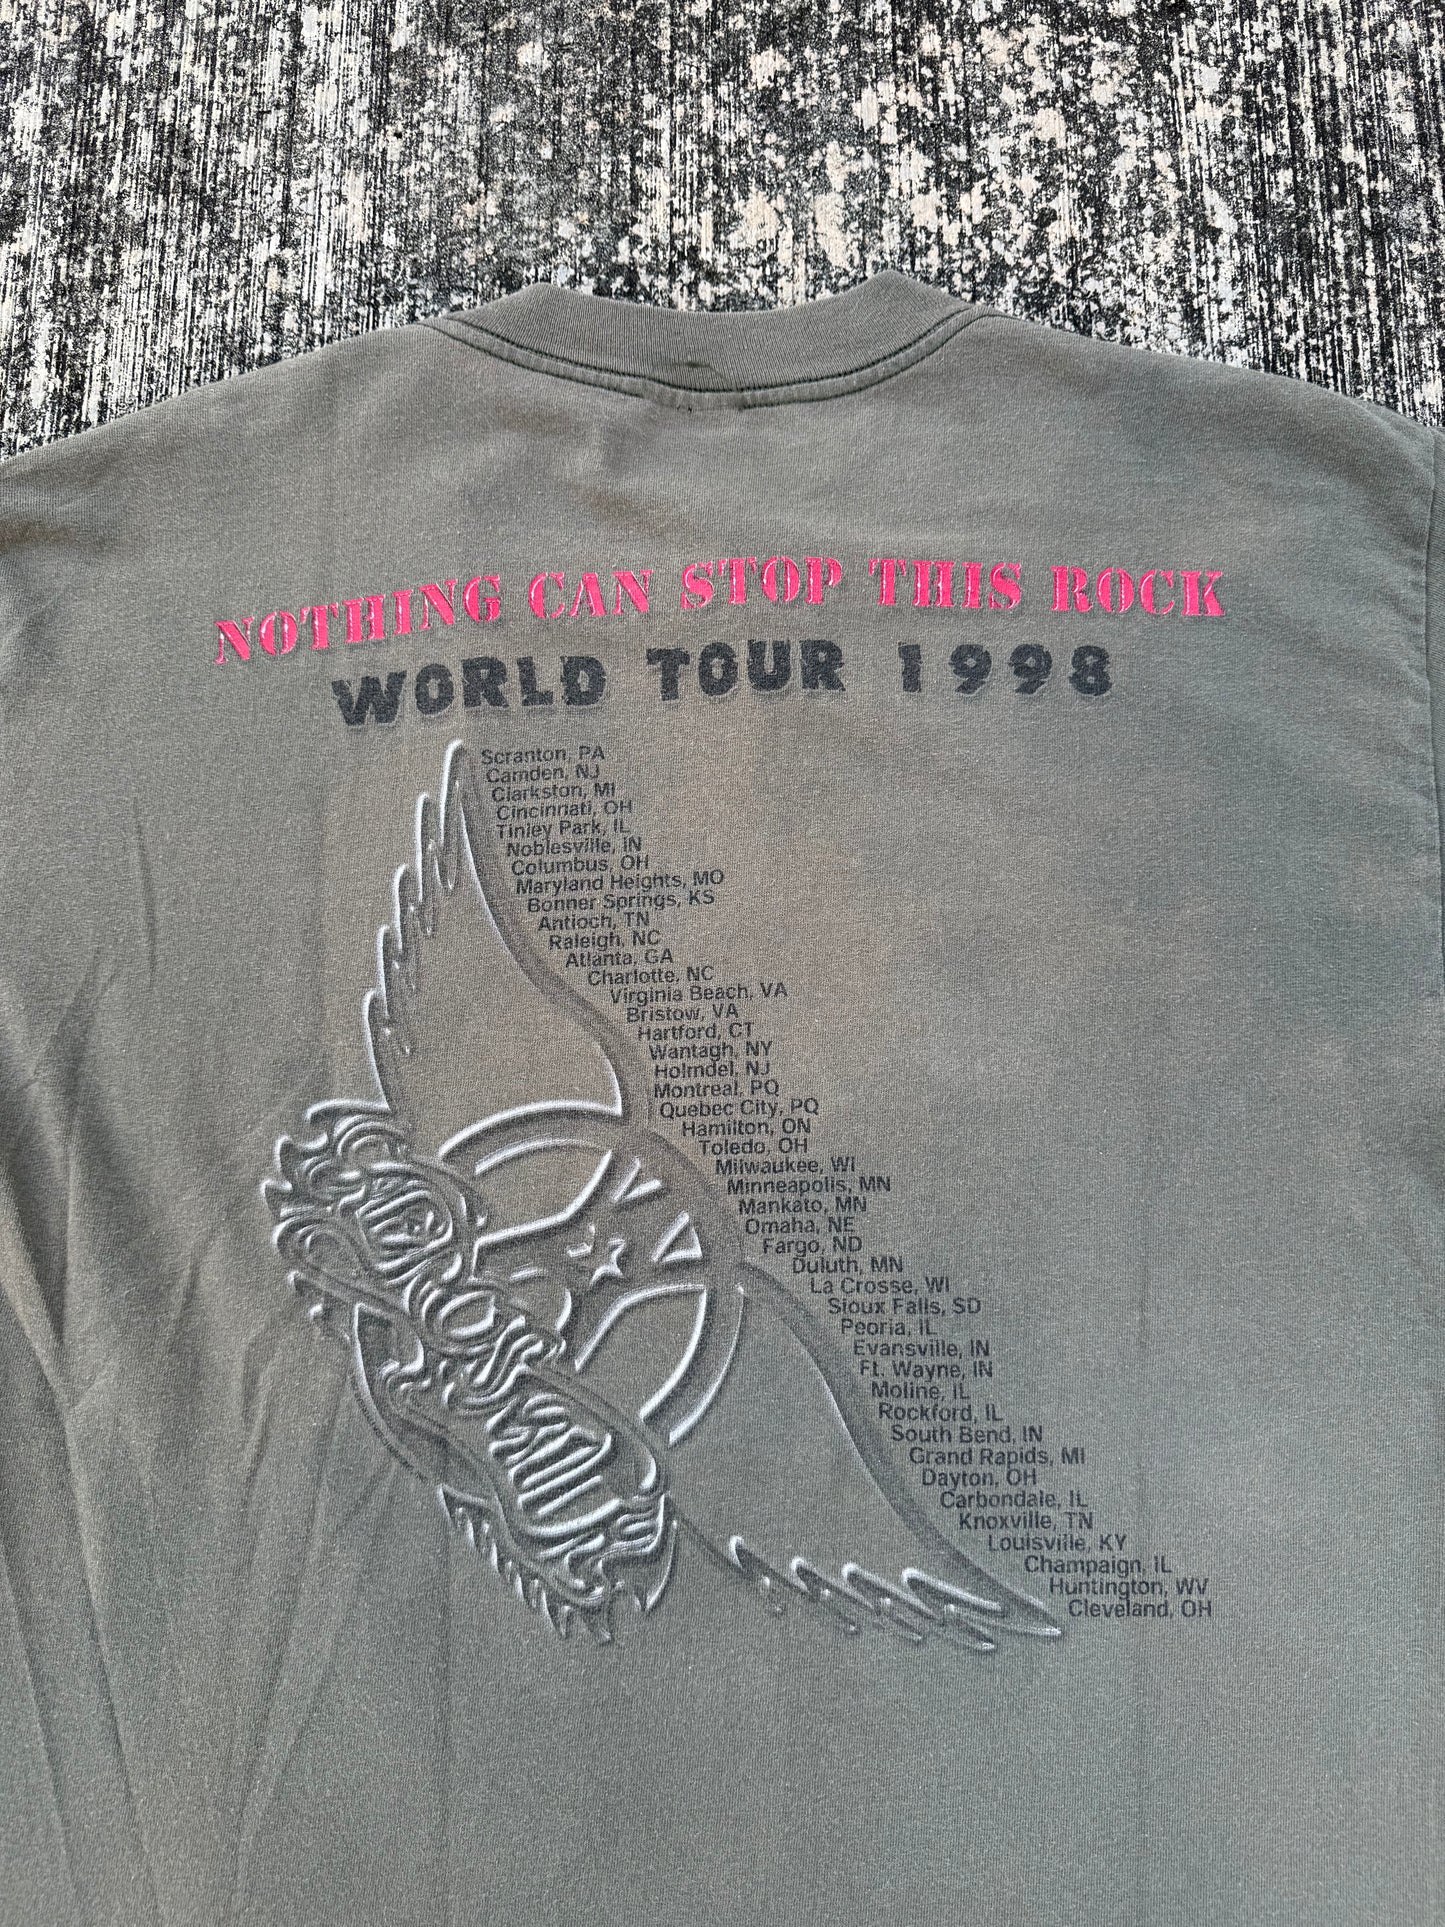 NOTHING CAN STOP THIS ROCK
WORLD TOUR 1998
Scranton, PA
Camden, NJ
Clarkston, MI
Cincinnati, OH
Tinley Park, IL
Noblesville, IN
Columbus, OH
Maryland Heights, MO
Bonner Springs, KS
Antioch, TN
Raleigh, NC
Atlanta, GA
Charlotte, NC
Virginia Beach, VA
Bristow, VA
Hartford, CT
Wantagh, NY
Holmdel, NJ
Montreal, PQ
Quebec City, PQ
Hamilton, ON
Toledo, OH
Milwaukee, WI
Minneapolis, MN
Mankato, MN
Omaha, NE
Fargo, ND
Duluth, MN
La Crosse, WI
Sioux Falls, SD
Peoria, IL
Evansville, IN
Ft. Wayne, IN
Moline, IL
Rockford, IL
South Bend, IN
Grand Rapids, MI
Dayton, OH
Carbondale, IL
Knoxville, TN
Louisville, KY
Champaign, IL
Huntington, WV
Cleveland, OH